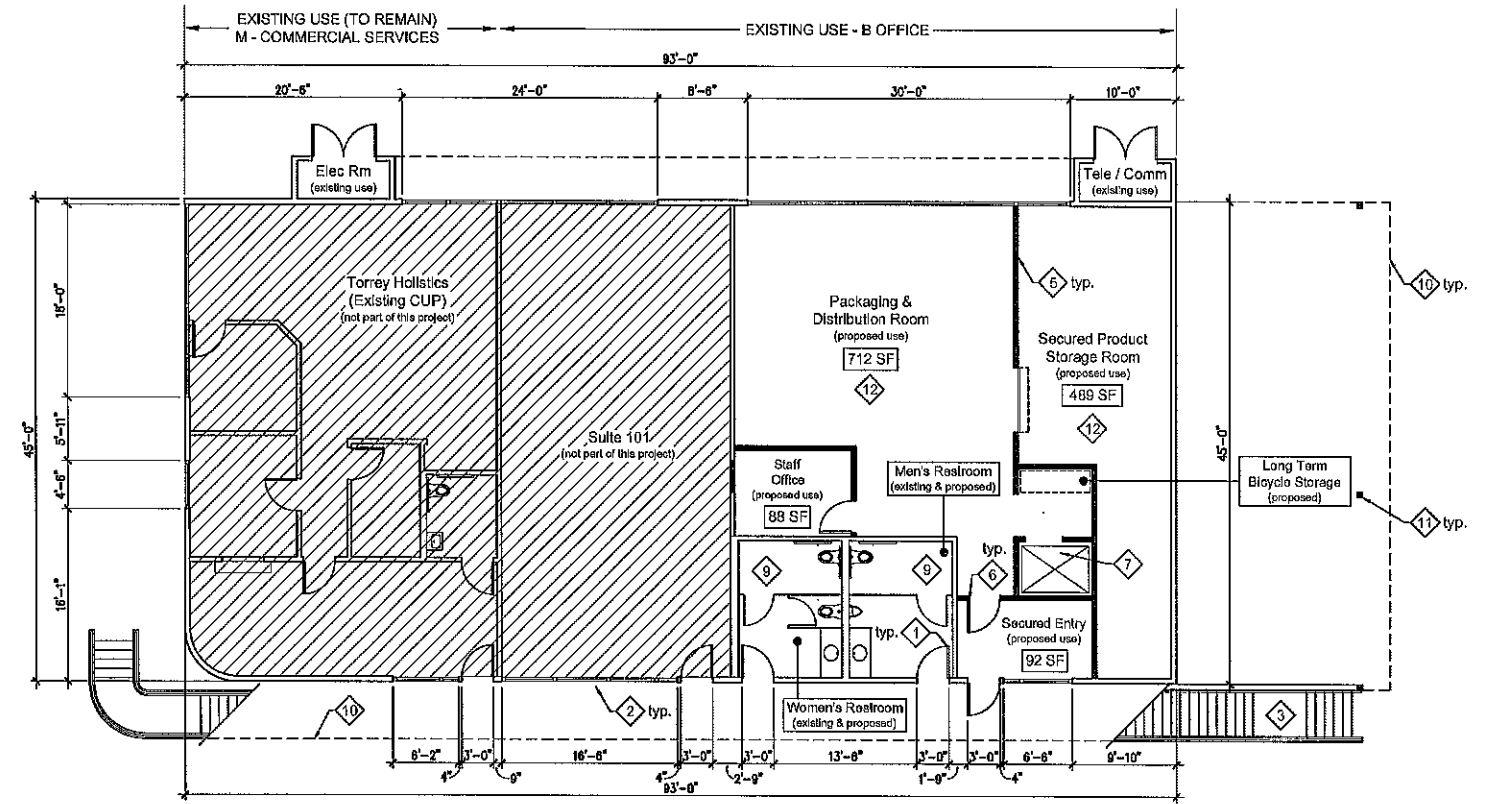 EXISTING USE (TO REMAIN)
M - COMMERCIAL SERVICES
EXISTING USE - B OFFICE
93'-0"
20'-6"
24'-0"
8'-6"
30'-0"
10'-0"
Elec Rm
(existing use)
Tele / Comm
(existing use)
45'-0"
18'-0"
5'-11"
4'-6"
16'-1"
Torrey Holistics
(Existing CUP)
(not part of this project)
Suite 101
(not part of this project)
Packaging &
Distribution Room
(proposed use)
712 SF
12
5 typ.
Secured Product
Storage Room
(proposed use)
489 SF
12
10 typ.
45'-0"
Staff
Office
(proposed use)
88 SF
Men's Restroom
(existing & proposed)
Long Term
Bicycle Storage
(proposed)
11 typ.
typ.
6
7
9
9
typ. 1
Secured Entry
(proposed use)
92 SF
Women's Restroom
(existing & proposed)
10
2 typ.
3
6'-2"
3'-0"
16'-6"
3'-0"
3'-0"
13'-6"
3'-0"
3'-0"
6'-6"
9'-10"
4"
9"
4"
2'-9"
1'-9"
4"
93'-0"